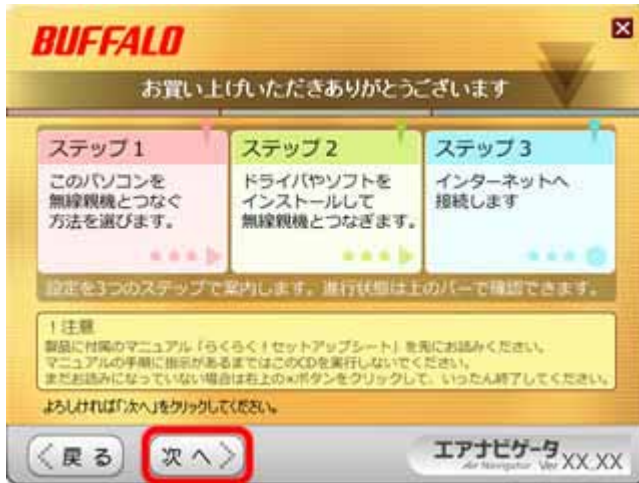 BUFFALO
お買い上げいただきありがとうございます
ステップ1
このパソコンを
無線親機とつなぐ
方法を選びます。
ステップ2
ドライバやソフトを
インストールして
無線親機とつなぎます。
ステップ3
インターネットへ
接続します
設定を3つのステップで案内します。進行状態は上のバーで確認できます。
!注意
製品に付属のマニュアル「らくらく!セットアップシート」を先にお読みください。
マニュアルの手順に指示があるまではこのCDを実行しないでください。
まだお読みになっていない場合は右上の×ボタンをクリックして、いったん終了してください。
よろしければ「次へ」をクリックしてください。
戻る
次へ
エアナビゲータ
Air Navigator Ver XX.XX